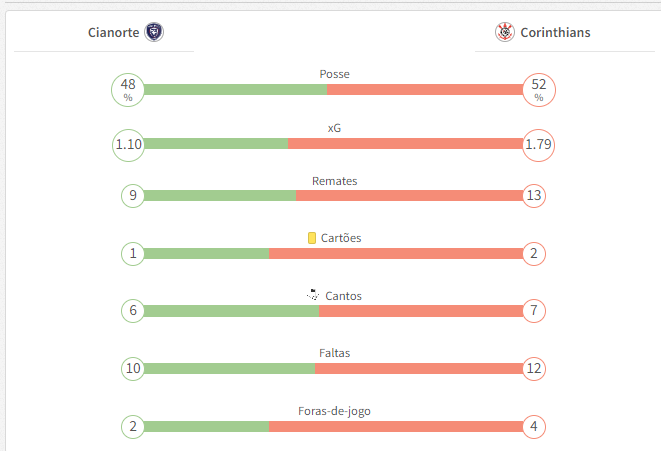 Cianorte Corinthians
Posse
48 % 52 %
xG
1.10 1.79
Remates
9 13
Cartões
1 2
Cantos
6 7
Faltas
10 12
Foras-de-jogo
2 4